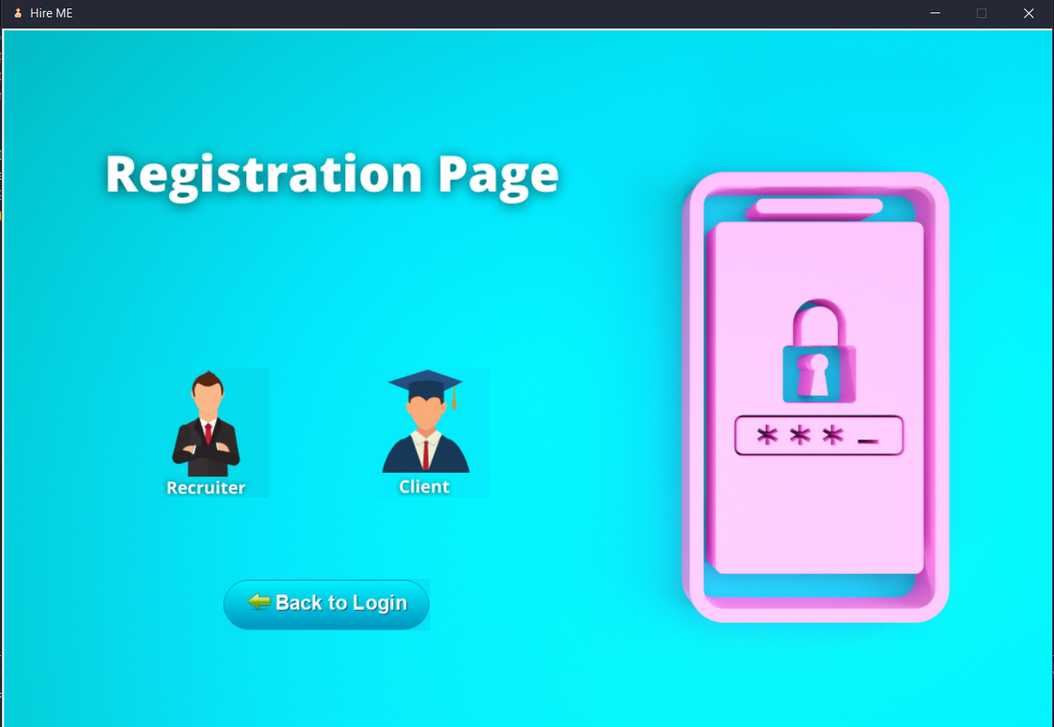 Hire ME
Registration Page
* * * _
Recruiter
Client
Back to Login